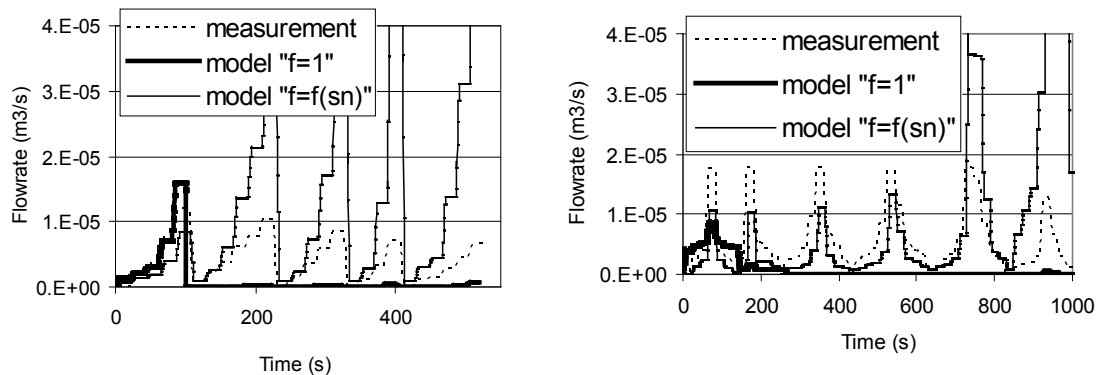 4.E-05
3.E-05
2.E-05
1.E-05
0.E+00
Flowrate (m3/s)
measurement
model "f=1"
model "f=f(sn)"
0
200
400
Time (s)
4.E-05
3.E-05
2.E-05
1.E-05
0.E+00
Flowrate (m3/s)
measurement
model "f=1"
model "f=f(sn)"
0
200
400
600
800
1000
Time (s)